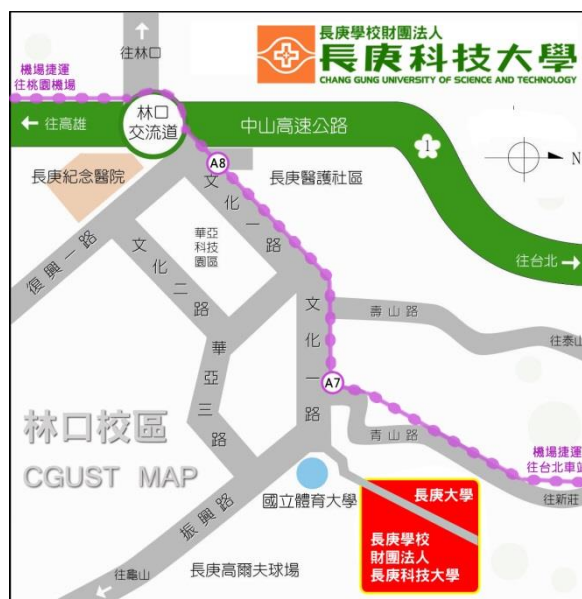 長庚學校財團法人
長庚科技大學
CHANG GUNG UNIVERSITY OF SCIENCE AND TECHNOLOGY
往林口
機場捷運
往桃園機場
林口
交流道
往高雄
中山高速公路
1
N
A8
長庚紀念醫院
長庚醫護社區
文化一路
華亞
科技
園區
復興一路
文化二路
往台北
文化一路
壽山路
往泰山
華亞三路
A7
林口校區
CGUST MAP
青山路
機場捷運
往台北車站
往新莊
國立體育大學
長庚大學
振興路
長庚學校
財團法人
長庚科技大學
往龜山
長庚高爾夫球場